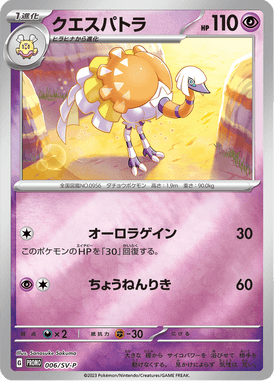 1進化
クエスパトラ
ヒラヒナから進化
HP 110
全国図鑑NO.0956 ダチョウポケモン 高さ：1.9m 重さ：90.0kg
オーロラゲイン 30
このポケモンのHPを「30」回復する。
ちょうねんりき 60
弱点 ×2 抵抗力 -30 にげる
Illus. Sanosuke Sakuma
PROMO 006/SV-P
©2023 Pokémon/Nintendo/Creatures/GAME FREAK.